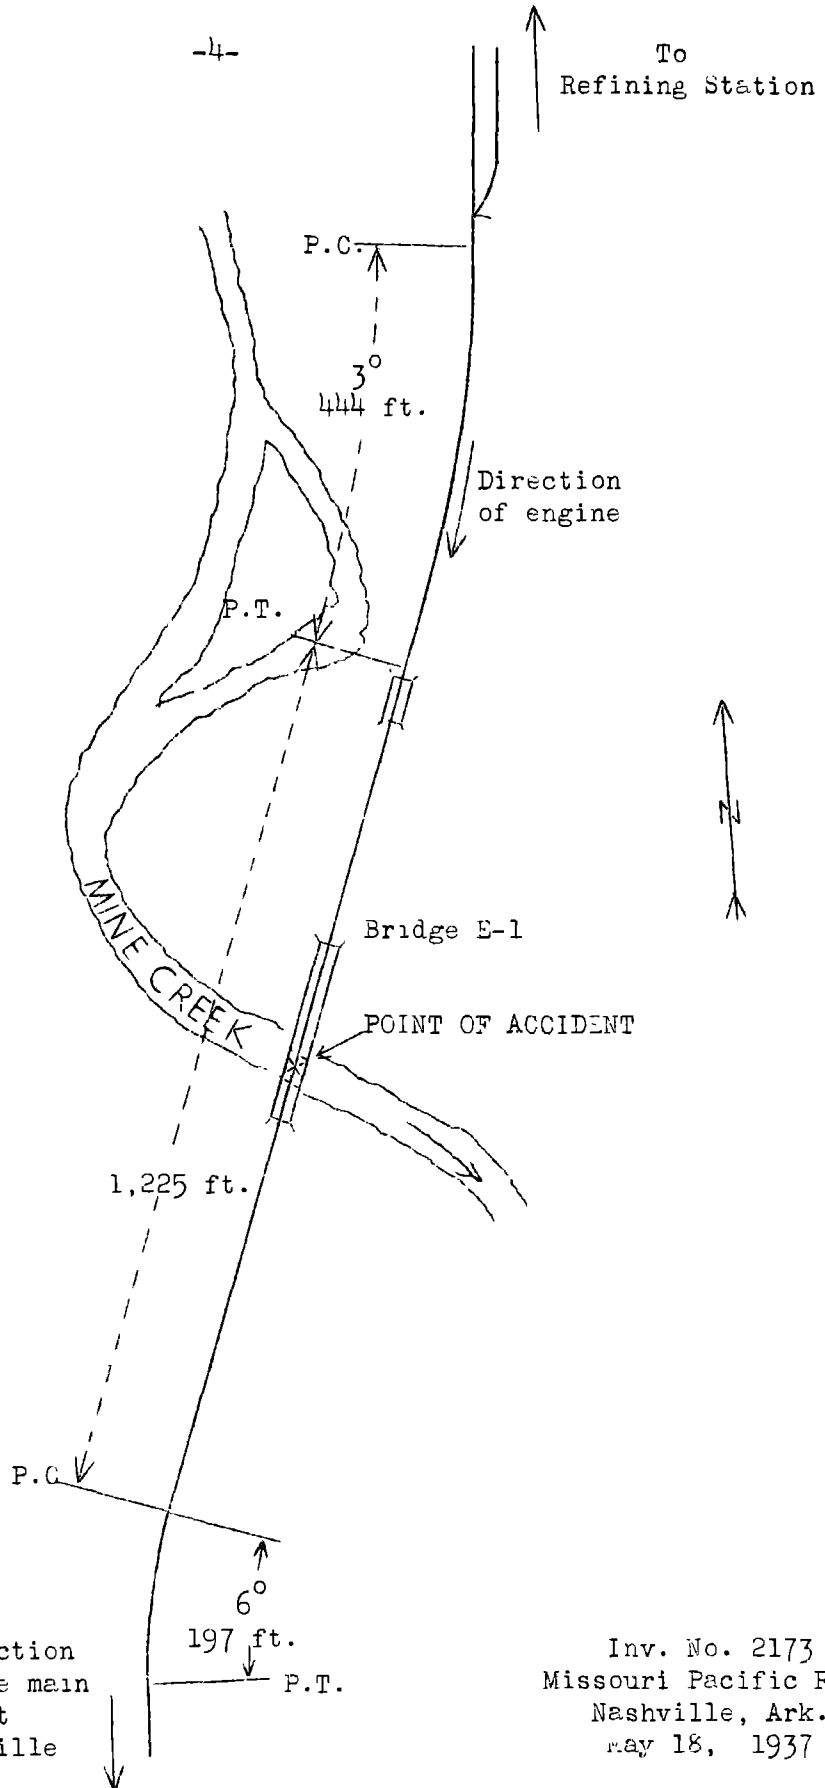 -4-
To
Refining Station
P.C.
3°
444 ft.
Direction
of engine
P.T.
N
MINE CREEK
Bridge E-1
POINT OF ACCIDENT
1,225 ft.
P.C
6°
197 ft.
P.T.
ction
e main
t
ille
Inv. No. 2173
Missouri Pacific R
Nashville, Ark.
May 18, 1937